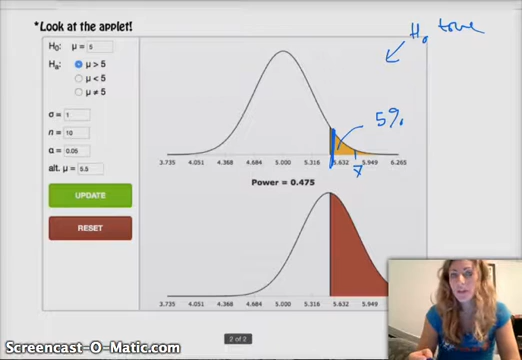 *Look at the applet!
H₀: μ = 5
Hₐ: μ > 5
μ < 5
μ ≠ 5
σ = 1
n = 10
α = 0.05
alt. μ = 5.5
UPDATE
RESET
H₀ true
5%
x̄
3.735 4.051 4.368 4.684 5.000 5.316 5.632 5.949 6.265
Power = 0.475
3.735 4.051 4.368 4.684 5.000 5.316 5.632 5.949
2 of 2
Screencast-O-Matic.com